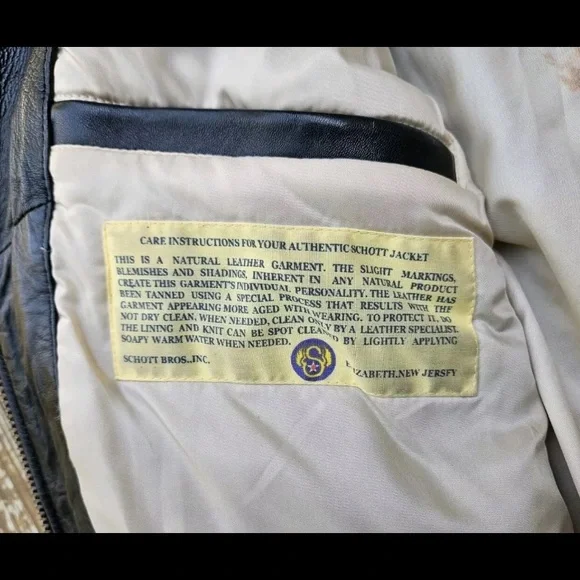 CARE INSTRUCTIONS FOR YOUR AUTHENTIC SCHOTT JACKET
THIS IS A NATURAL LEATHER GARMENT. THE SLIGHT MARKINGS,
BLEMISHES AND SHADINGS, INHERENT IN ANY NATURAL PRODUCT
CREATE THIS GARMENT'S INDIVIDUAL PERSONALITY. THE LEATHER HAS
BEEN TANNED USING A SPECIAL PROCESS THAT RESULTS WITH THE
GARMENT APPEARING MORE AGED WITH WEARING. TO PROTECT IT, DO
NOT DRY CLEAN. WHEN NEEDED, CLEAN ONLY BY A LEATHER SPECIALIST.
THE LINING AND KNIT CAN BE SPOT CLEANED BY LIGHTLY APPLYING
SOAPY WARM WATER WHEN NEEDED.
SCHOTT BROS., INC. S ELIZABETH, NEW JERSEY